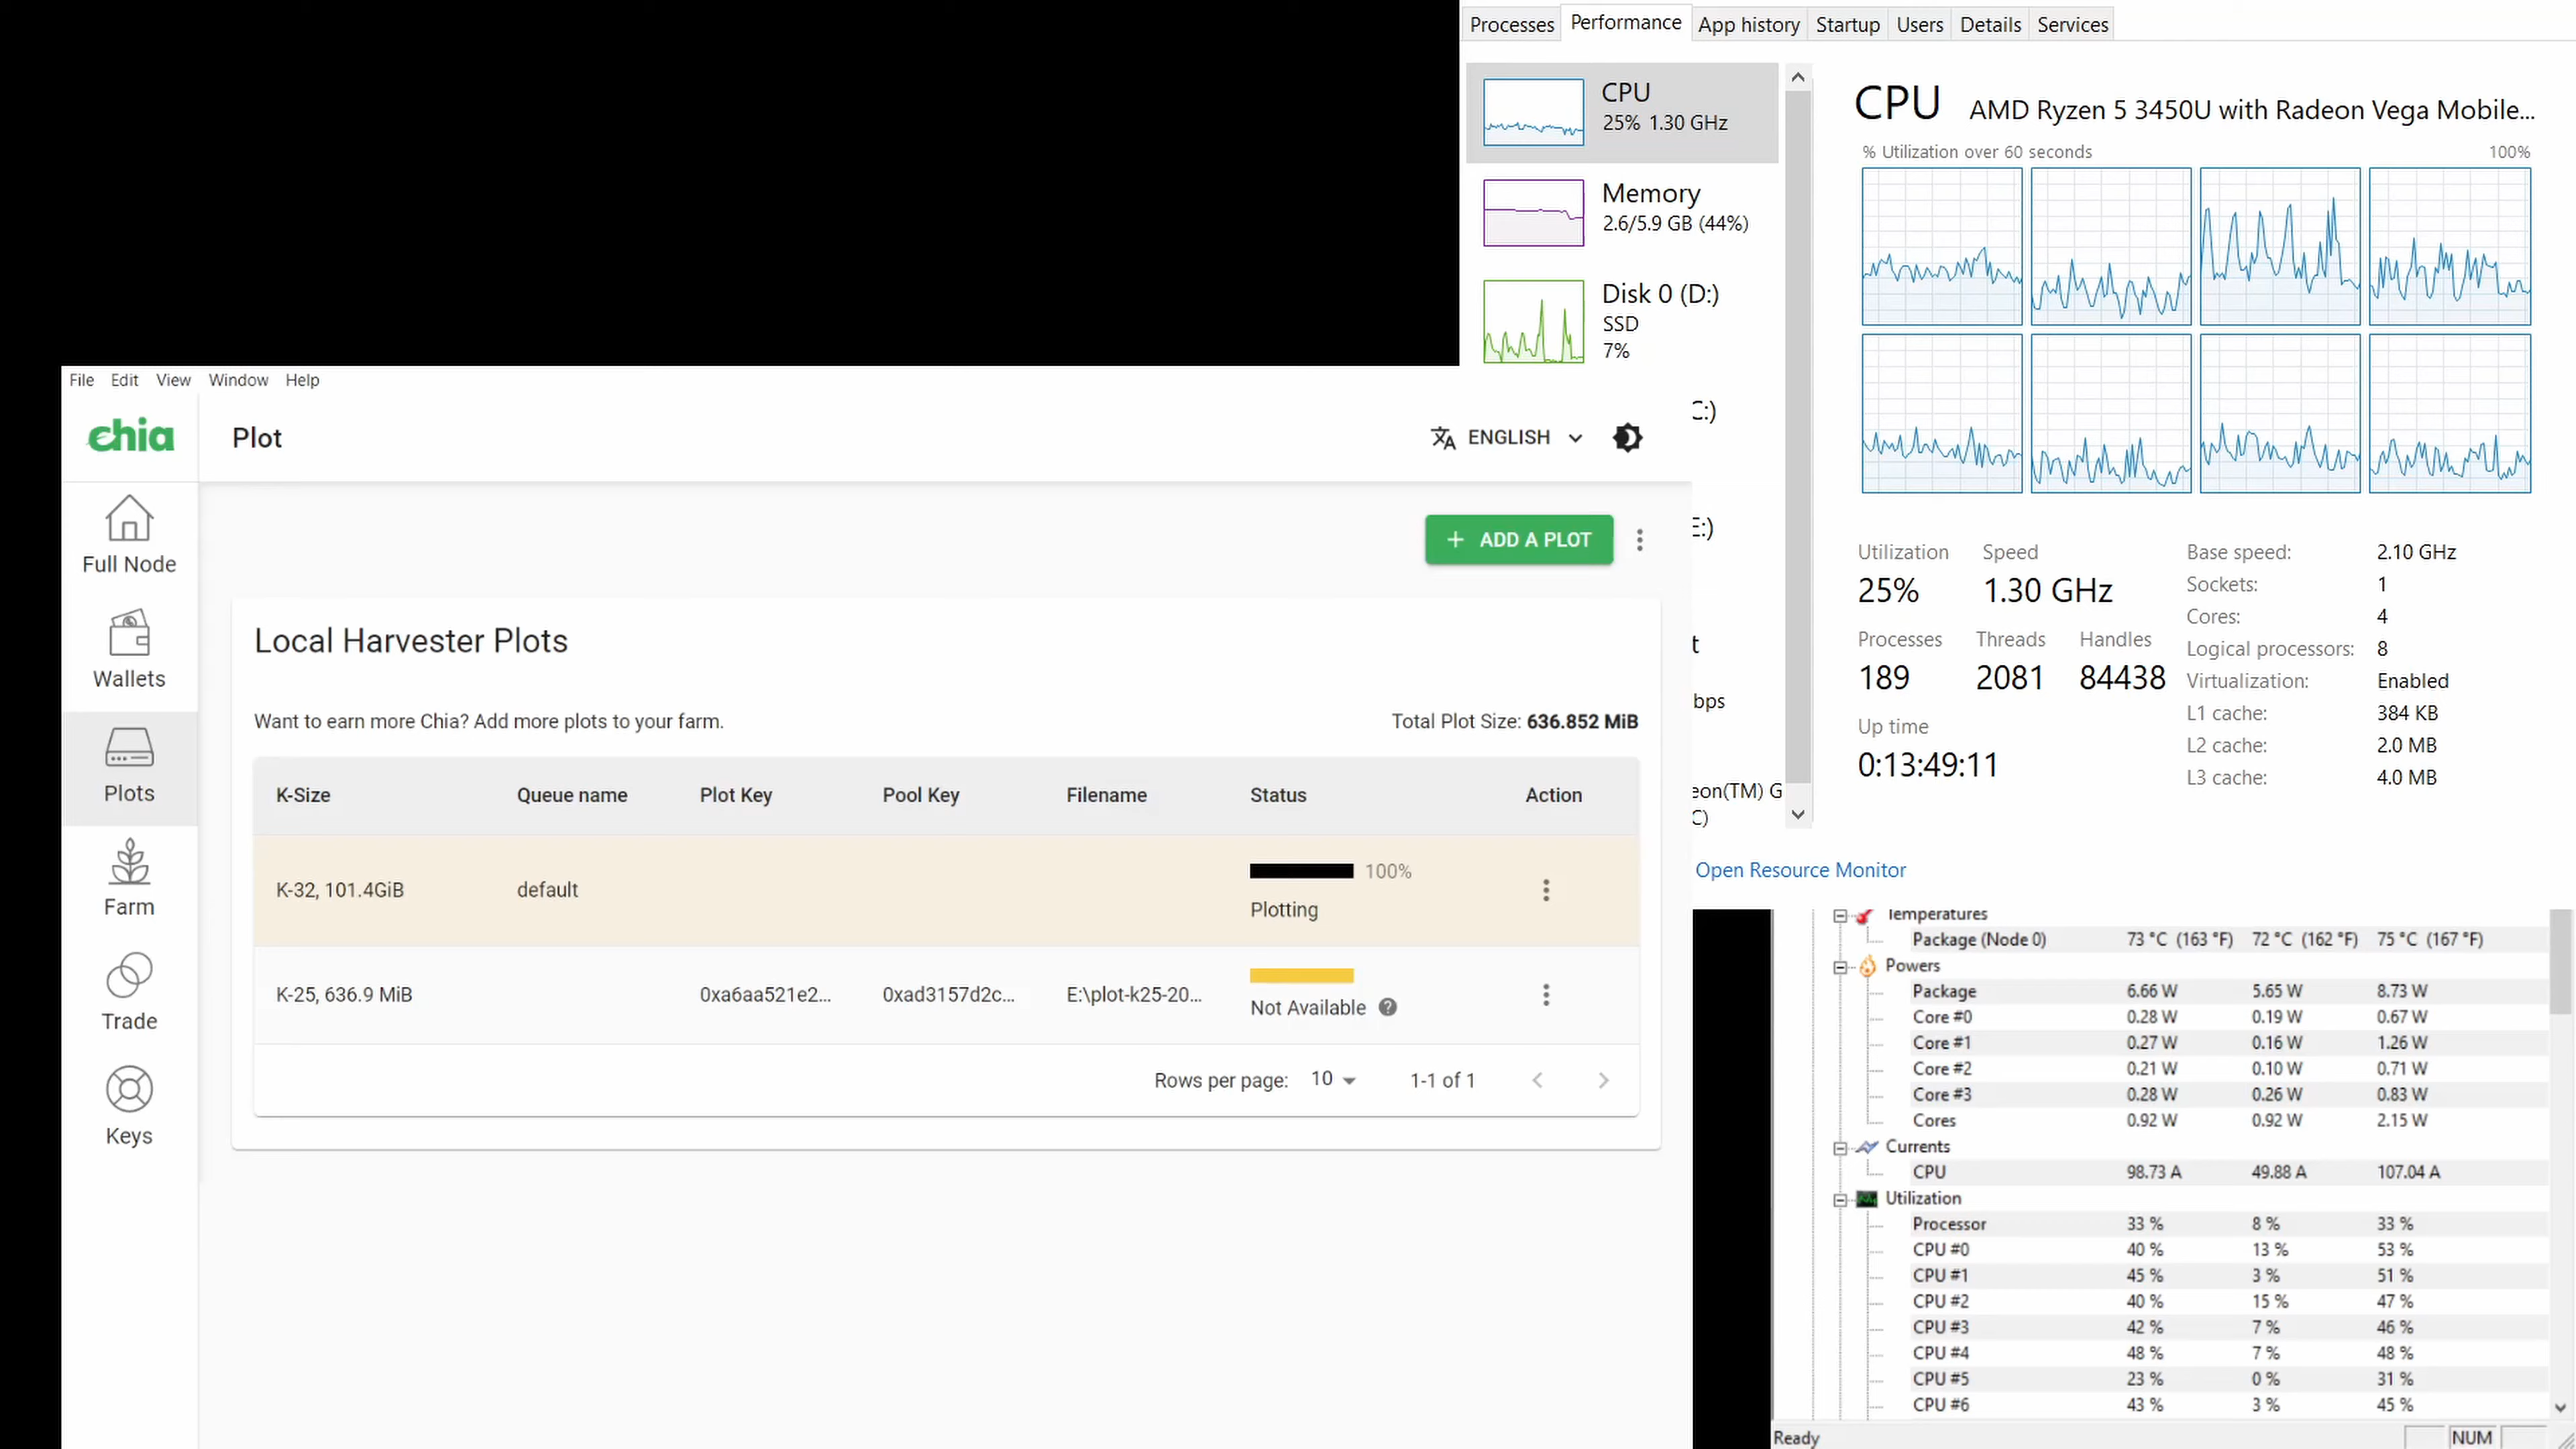 Processes Performance App history Startup Users Details Services
CPU
25% 1.30 GHz
Memory
2.6/5.9 GB (44%)
Disk 0 (D:)
SSD
7%
C:)
E:)
t
bps
eon(TM) G
C)
CPU AMD Ryzen 5 3450U with Radeon Vega Mobile...
% Utilization over 60 seconds 100%
Utilization Speed
25% 1.30 GHz
Processes Threads Handles
189 2081 84438
Up time
0:13:49:11
Base speed: 2.10 GHz
Sockets: 1
Cores: 4
Logical processors: 8
Virtualization: Enabled
L1 cache: 384 KB
L2 cache: 2.0 MB
L3 cache: 4.0 MB
Open Resource Monitor
File Edit View Window Help
chia
Plot
ENGLISH
Full Node
Wallets
Plots
Farm
Trade
Keys
+ ADD A PLOT
Local Harvester Plots
Want to earn more Chia? Add more plots to your farm. Total Plot Size: 636.852 MiB
K-Size Queue name Plot Key Pool Key Filename Status Action
K-32, 101.4GiB default 100%
Plotting
K-25, 636.9 MiB 0xa6aa521e2... 0xad3157d2c... E:\plot-k25-20...
Not Available ?
Rows per page: 10 1-1 of 1
Temperatures
Package (Node 0) 73 °C (163 °F) 72 °C (162 °F) 75 °C (167 °F)
Powers
Package 6.66 W 5.65 W 8.73 W
Core #0 0.28 W 0.19 W 0.67 W
Core #1 0.27 W 0.16 W 1.26 W
Core #2 0.21 W 0.10 W 0.71 W
Core #3 0.28 W 0.26 W 0.83 W
Cores 0.92 W 0.92 W 2.15 W
Currents
CPU 98.73 A 49.88 A 107.04 A
Utilization
Processor 33 % 8 % 33 %
CPU #0 40 % 13 % 53 %
CPU #1 45 % 3 % 51 %
CPU #2 40 % 15 % 47 %
CPU #3 42 % 7 % 46 %
CPU #4 48 % 7 % 48 %
CPU #5 23 % 0 % 31 %
CPU #6 43 % 3 % 45 %
Ready NUM